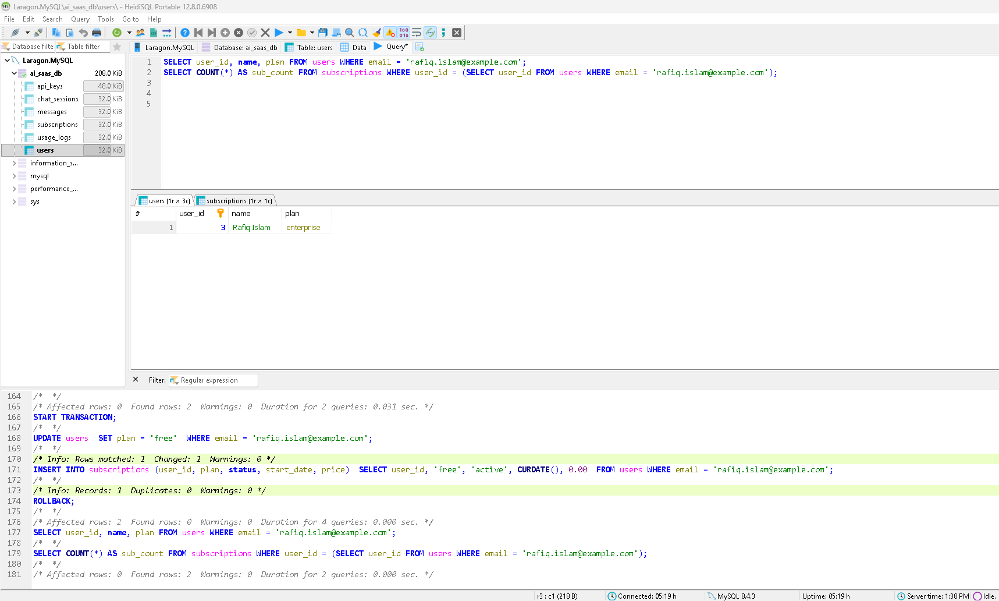 Laragon.MySQL\ai_saas_db\users\ - HeidiSQL Portable 12.8.0.6908
File Edit Search Query Tools Go to Help
Database filte Table filter
Laragon.MySQL Database: ai_saas_db Table: users Data Query*
Laragon.MySQL
ai_saas_db 208.0 KiB
api_keys 48.0 KiB
chat_sessions 32.0 KiB
messages 32.0 KiB
subscriptions 32.0 KiB
usage_logs 32.0 KiB
users 32.0 KiB
information_s...
mysql
performance_...
sys
1 SELECT user_id, name, plan FROM users WHERE email = 'rafiq.islam@example.com';
2 SELECT COUNT(*) AS sub_count FROM subscriptions WHERE user_id = (SELECT user_id FROM users WHERE email = 'rafiq.islam@example.com');
3
4
5
users (1r × 3c) subscriptions (1r × 1c)
# user_id name plan
1 3 Rafiq Islam enterprise
Filter: Regular expression
164 /* */
165 /* Affected rows: 0 Found rows: 2 Warnings: 0 Duration for 2 queries: 0.031 sec. */
166 START TRANSACTION;
167 /* */
168 UPDATE users SET plan = 'free' WHERE email = 'rafiq.islam@example.com';
169 /* */
170 /* Info: Rows matched: 1 Changed: 1 Warnings: 0 */
171 INSERT INTO subscriptions (user_id, plan, status, start_date, price) SELECT user_id, 'free', 'active', CURDATE(), 0.00 FROM users WHERE email = 'rafiq.islam@example.com';
172 /* */
173 /* Info: Records: 1 Duplicates: 0 Warnings: 0 */
174 ROLLBACK;
175 /* */
176 /* Affected rows: 2 Found rows: 0 Warnings: 0 Duration for 4 queries: 0.000 sec. */
177 SELECT user_id, name, plan FROM users WHERE email = 'rafiq.islam@example.com';
178 /* */
179 SELECT COUNT(*) AS sub_count FROM subscriptions WHERE user_id = (SELECT user_id FROM users WHERE email = 'rafiq.islam@example.com');
180 /* */
181 /* Affected rows: 0 Found rows: 2 Warnings: 0 Duration for 2 queries: 0.000 sec. */
r3 : c1 (218 B) Connected: 05:19 h MySQL 8.4.3 Uptime: 05:19 h Server time: 1:38 PM Idle.